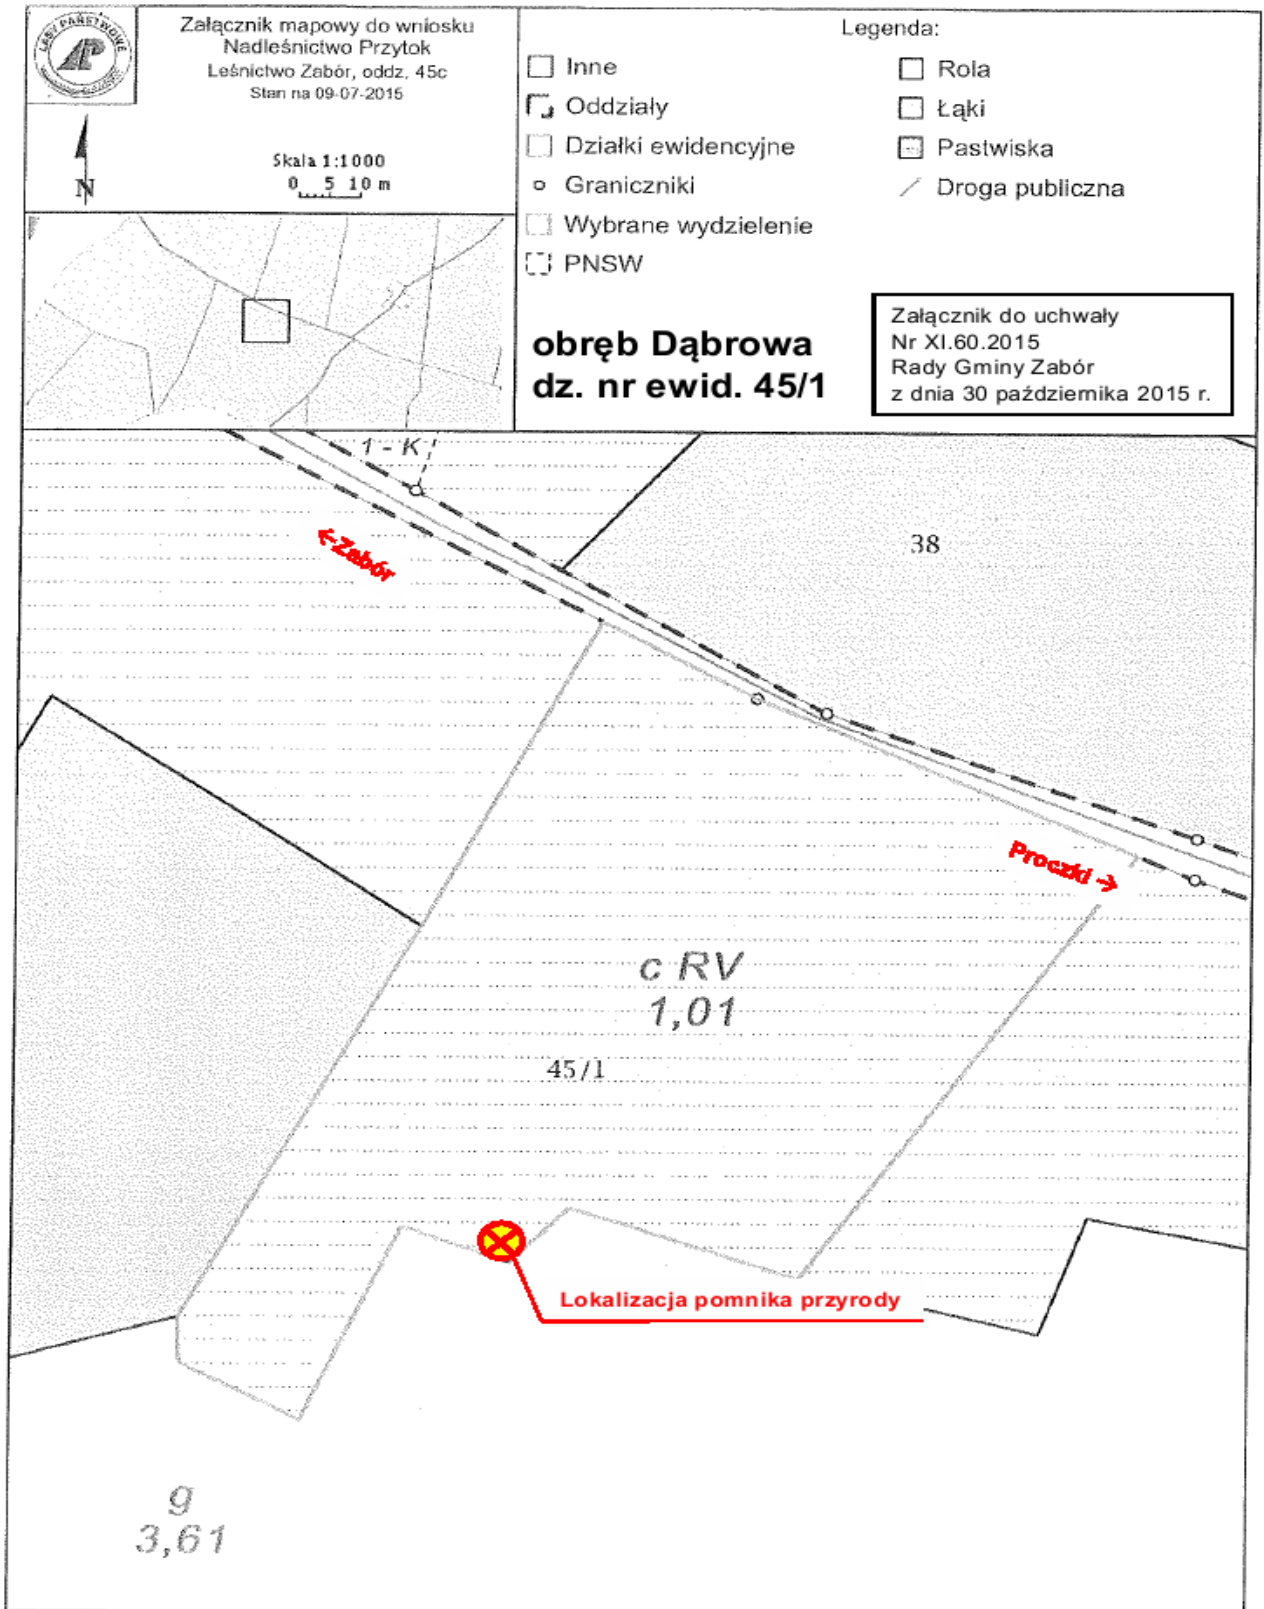 LASY PAŃSTWOWE
Załącznik mapowy do wniosku
Nadleśnictwo Przytok
Leśnictwo Zabór, oddz. 45c
Stan na 09-07-2015
N
Skala 1:1000
0 5 10 m
Legenda:
Inne
Oddziały
Działki ewidencyjne
Graniczniki
Wybrane wydzielenie
PNSW
Rola
Łąki
Pastwiska
Droga publiczna
obręb Dąbrowa
dz. nr ewid. 45/1
Załącznik do uchwały
Nr XI.60.2015
Rady Gminy Zabór
z dnia 30 października 2015 r.
1 - K
←Zabór
38
Proczki →
c RV
1,01
45/1
Lokalizacja pomnika przyrody
g
3,61